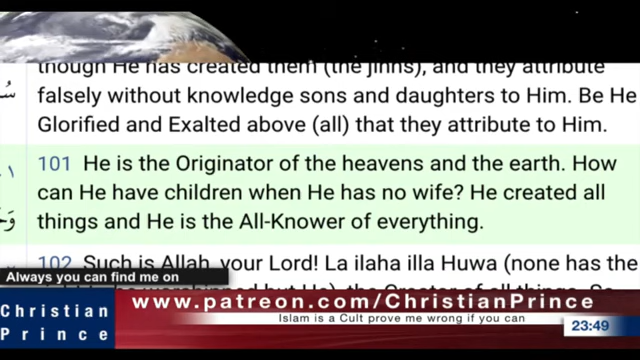 though He has created them (the jinns), and they attribute
falsely without knowledge sons and daughters to Him. Be He
Glorified and Exalted above (all) that they attribute to Him.
101 He is the Originator of the heavens and the earth. How
can He have children when He has no wife? He created all
things and He is the All-Knower of everything.
102 Such is Allah, your Lord! La ilaha illa Huwa (none has the
Always you can find me on
www.patreon.com/ChristianPrince
Christian
Prince
Islam is a Cult prove me wrong if you can
23:49